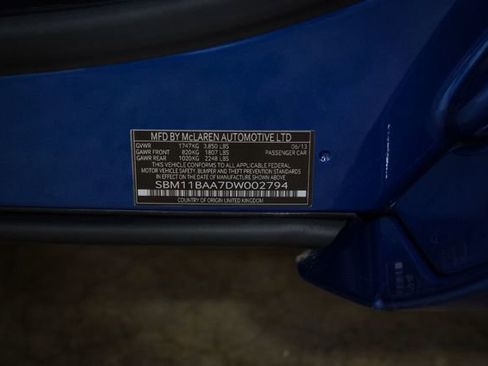 MFD BY McLAREN AUTOMOTIVE LTD
GVWR 1747KG 3,850 LBS 06/13
GAWR FRONT 820KG 1807 LBS PASSENGER CAR
GAWR REAR 1020KG 2248 LBS
THIS VEHICLE CONFORMS TO ALL APPLICABLE FEDERAL
MOTOR VEHICLE SAFETY, BUMPER AND THEFT PREVENTION STANDARDS
IN EFFECT ON THE DATE OF MANUFACTURE SHOWN ABOVE
SBM11BAA7DW002794
COUNTRY OF ORIGIN UNITED KINGDOM